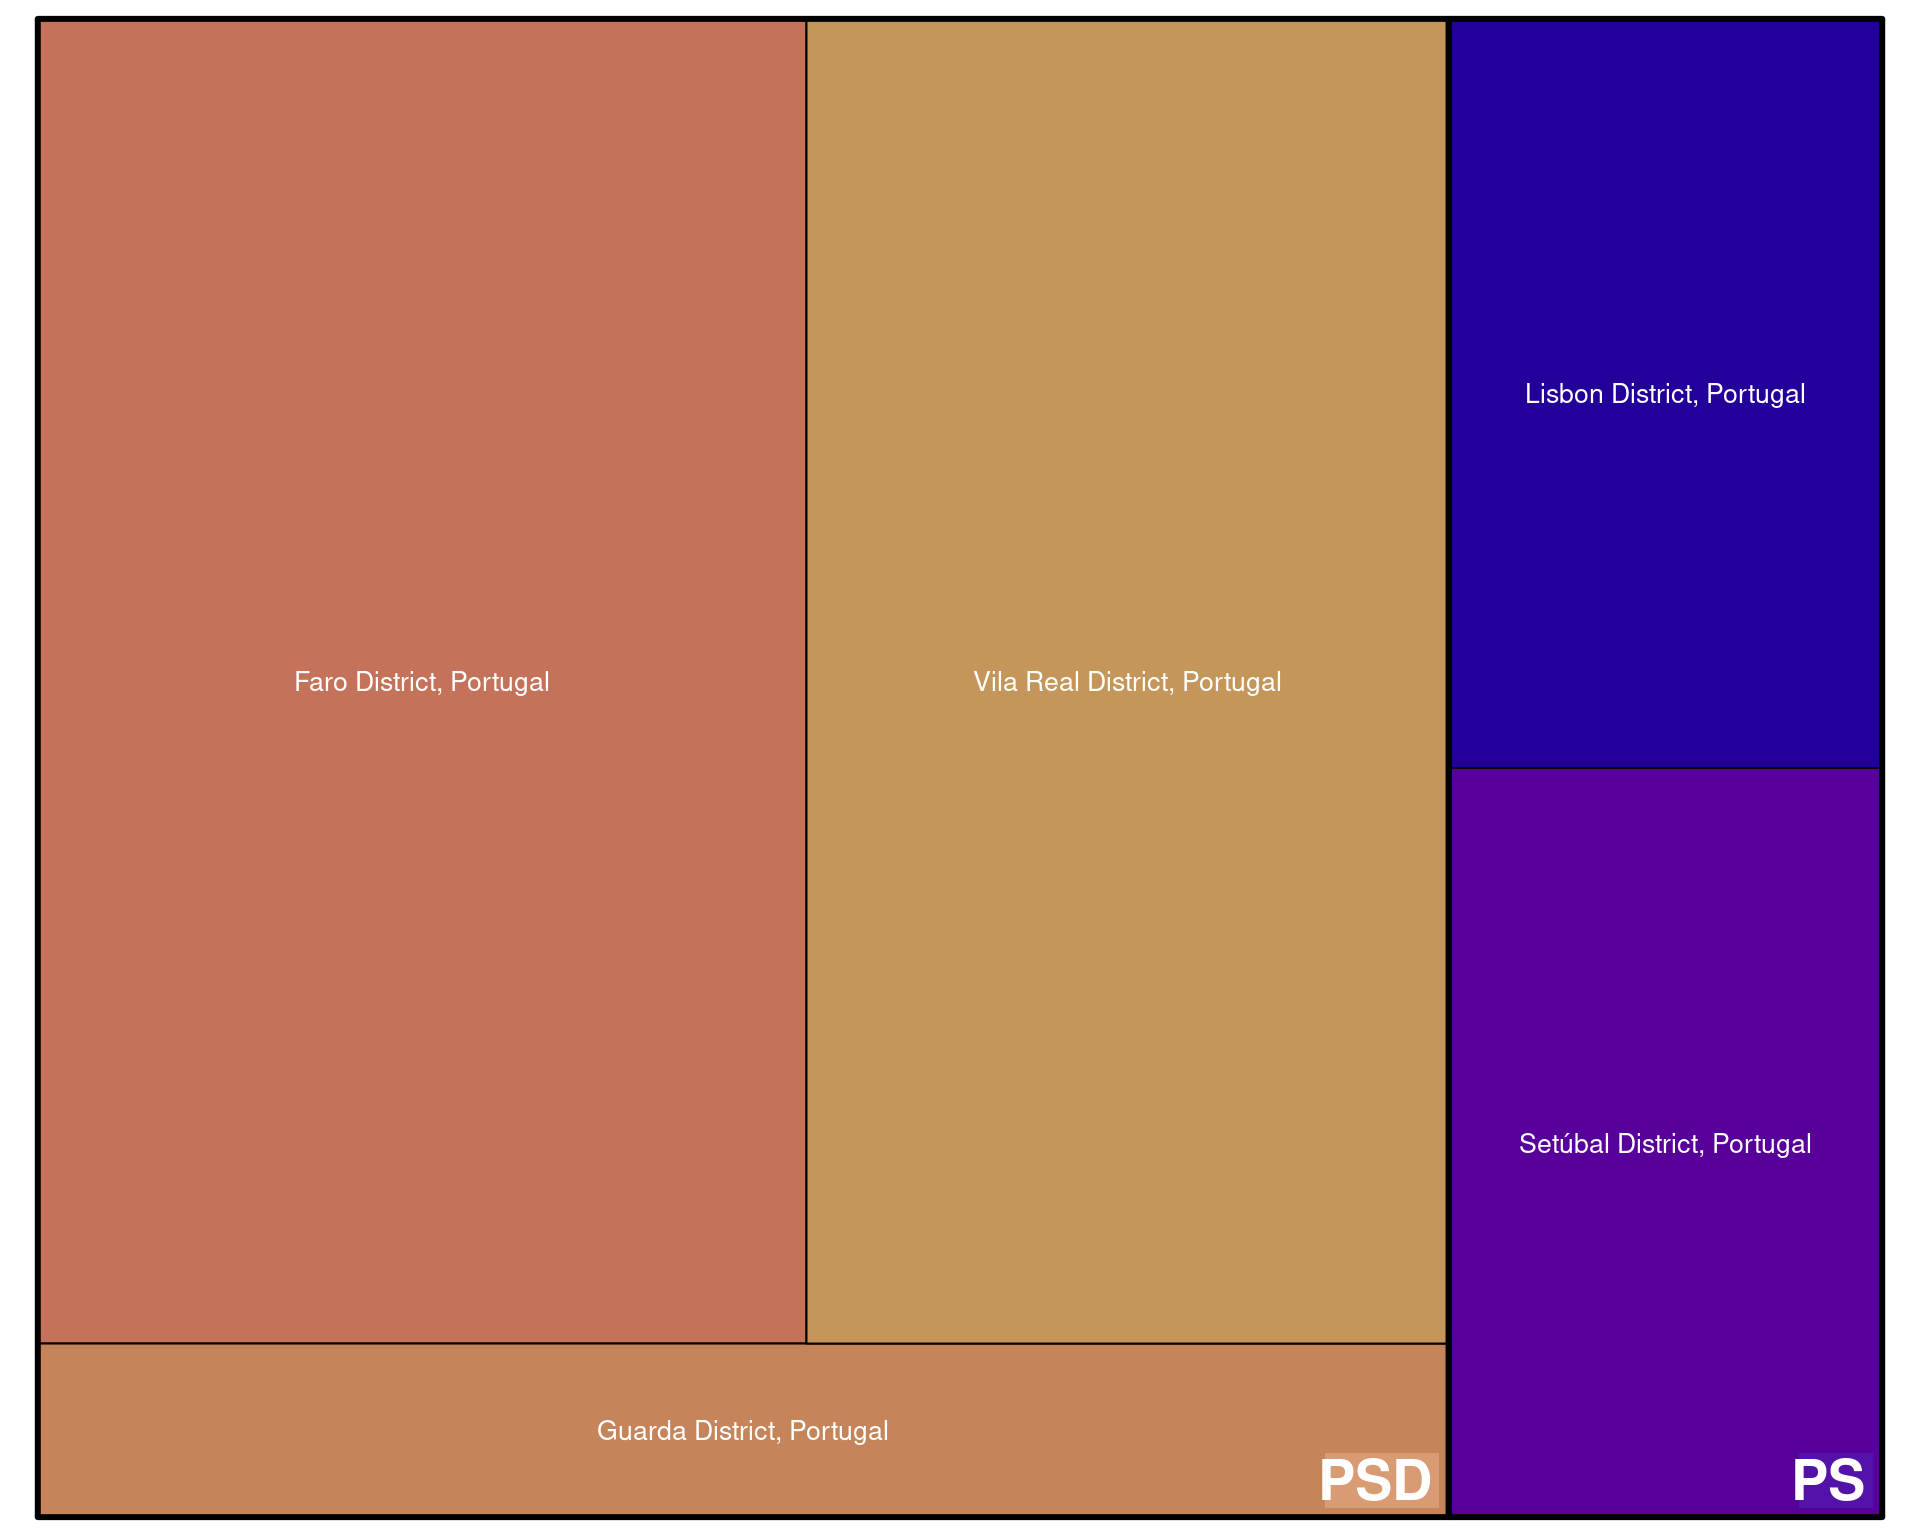 Lisbon District, Portugal
Faro District, Portugal
Vila Real District, Portugal
Setúbal District, Portugal
Guarda District, Portugal
PSD
PS